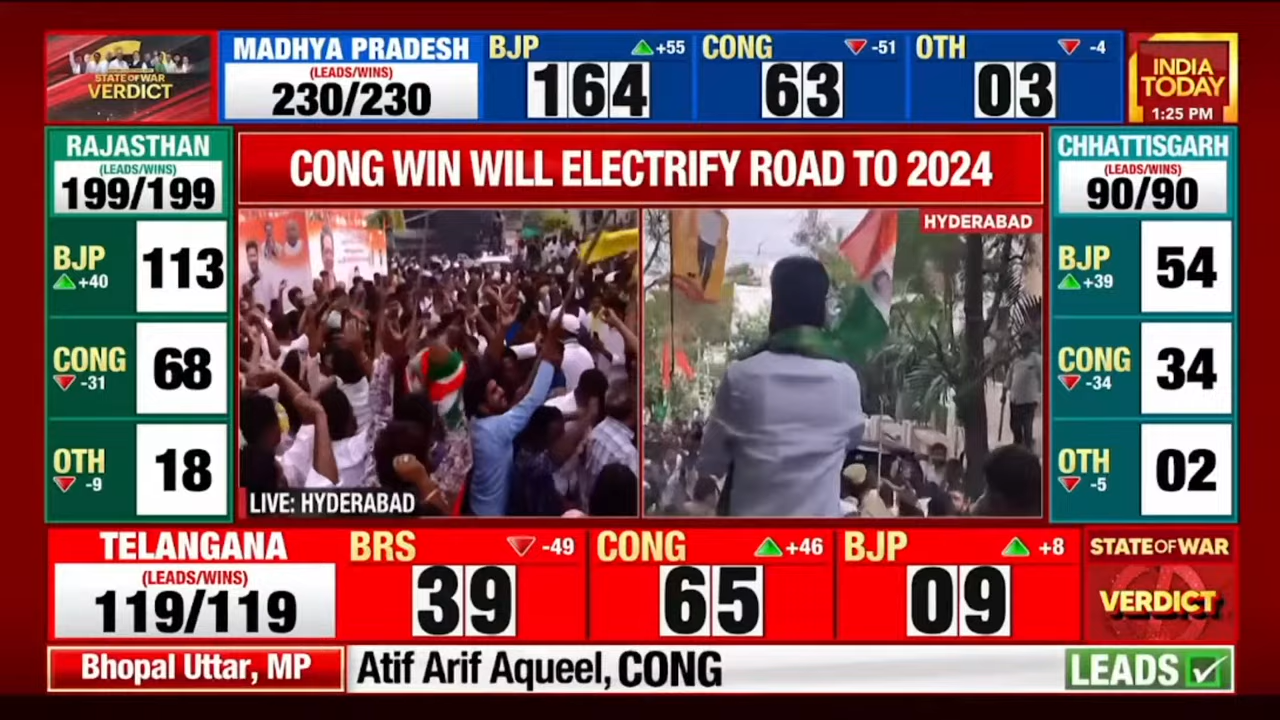 STATE OF WAR
VERDICT
MADHYA PRADESH
(LEADS/WINS)
230/230
BJP
+55
164
CONG
-51
63
OTH
-4
03
INDIA
TODAY
1:25 PM
RAJASTHAN
(LEADS/WINS)
199/199
BJP
+40
113
CONG
-31
68
OTH
-9
18
CONG WIN WILL ELECTRIFY ROAD TO 2024
HYDERABAD
LIVE: HYDERABAD
CHHATTISGARH
(LEADS/WINS)
90/90
BJP
+39
54
CONG
-34
34
OTH
-5
02
TELANGANA
(LEADS/WINS)
119/119
BRS
-49
39
CONG
+46
65
BJP
+8
09
STATE OF WAR
VERDICT
Bhopal Uttar, MP
Atif Arif Aqueel, CONG
LEADS